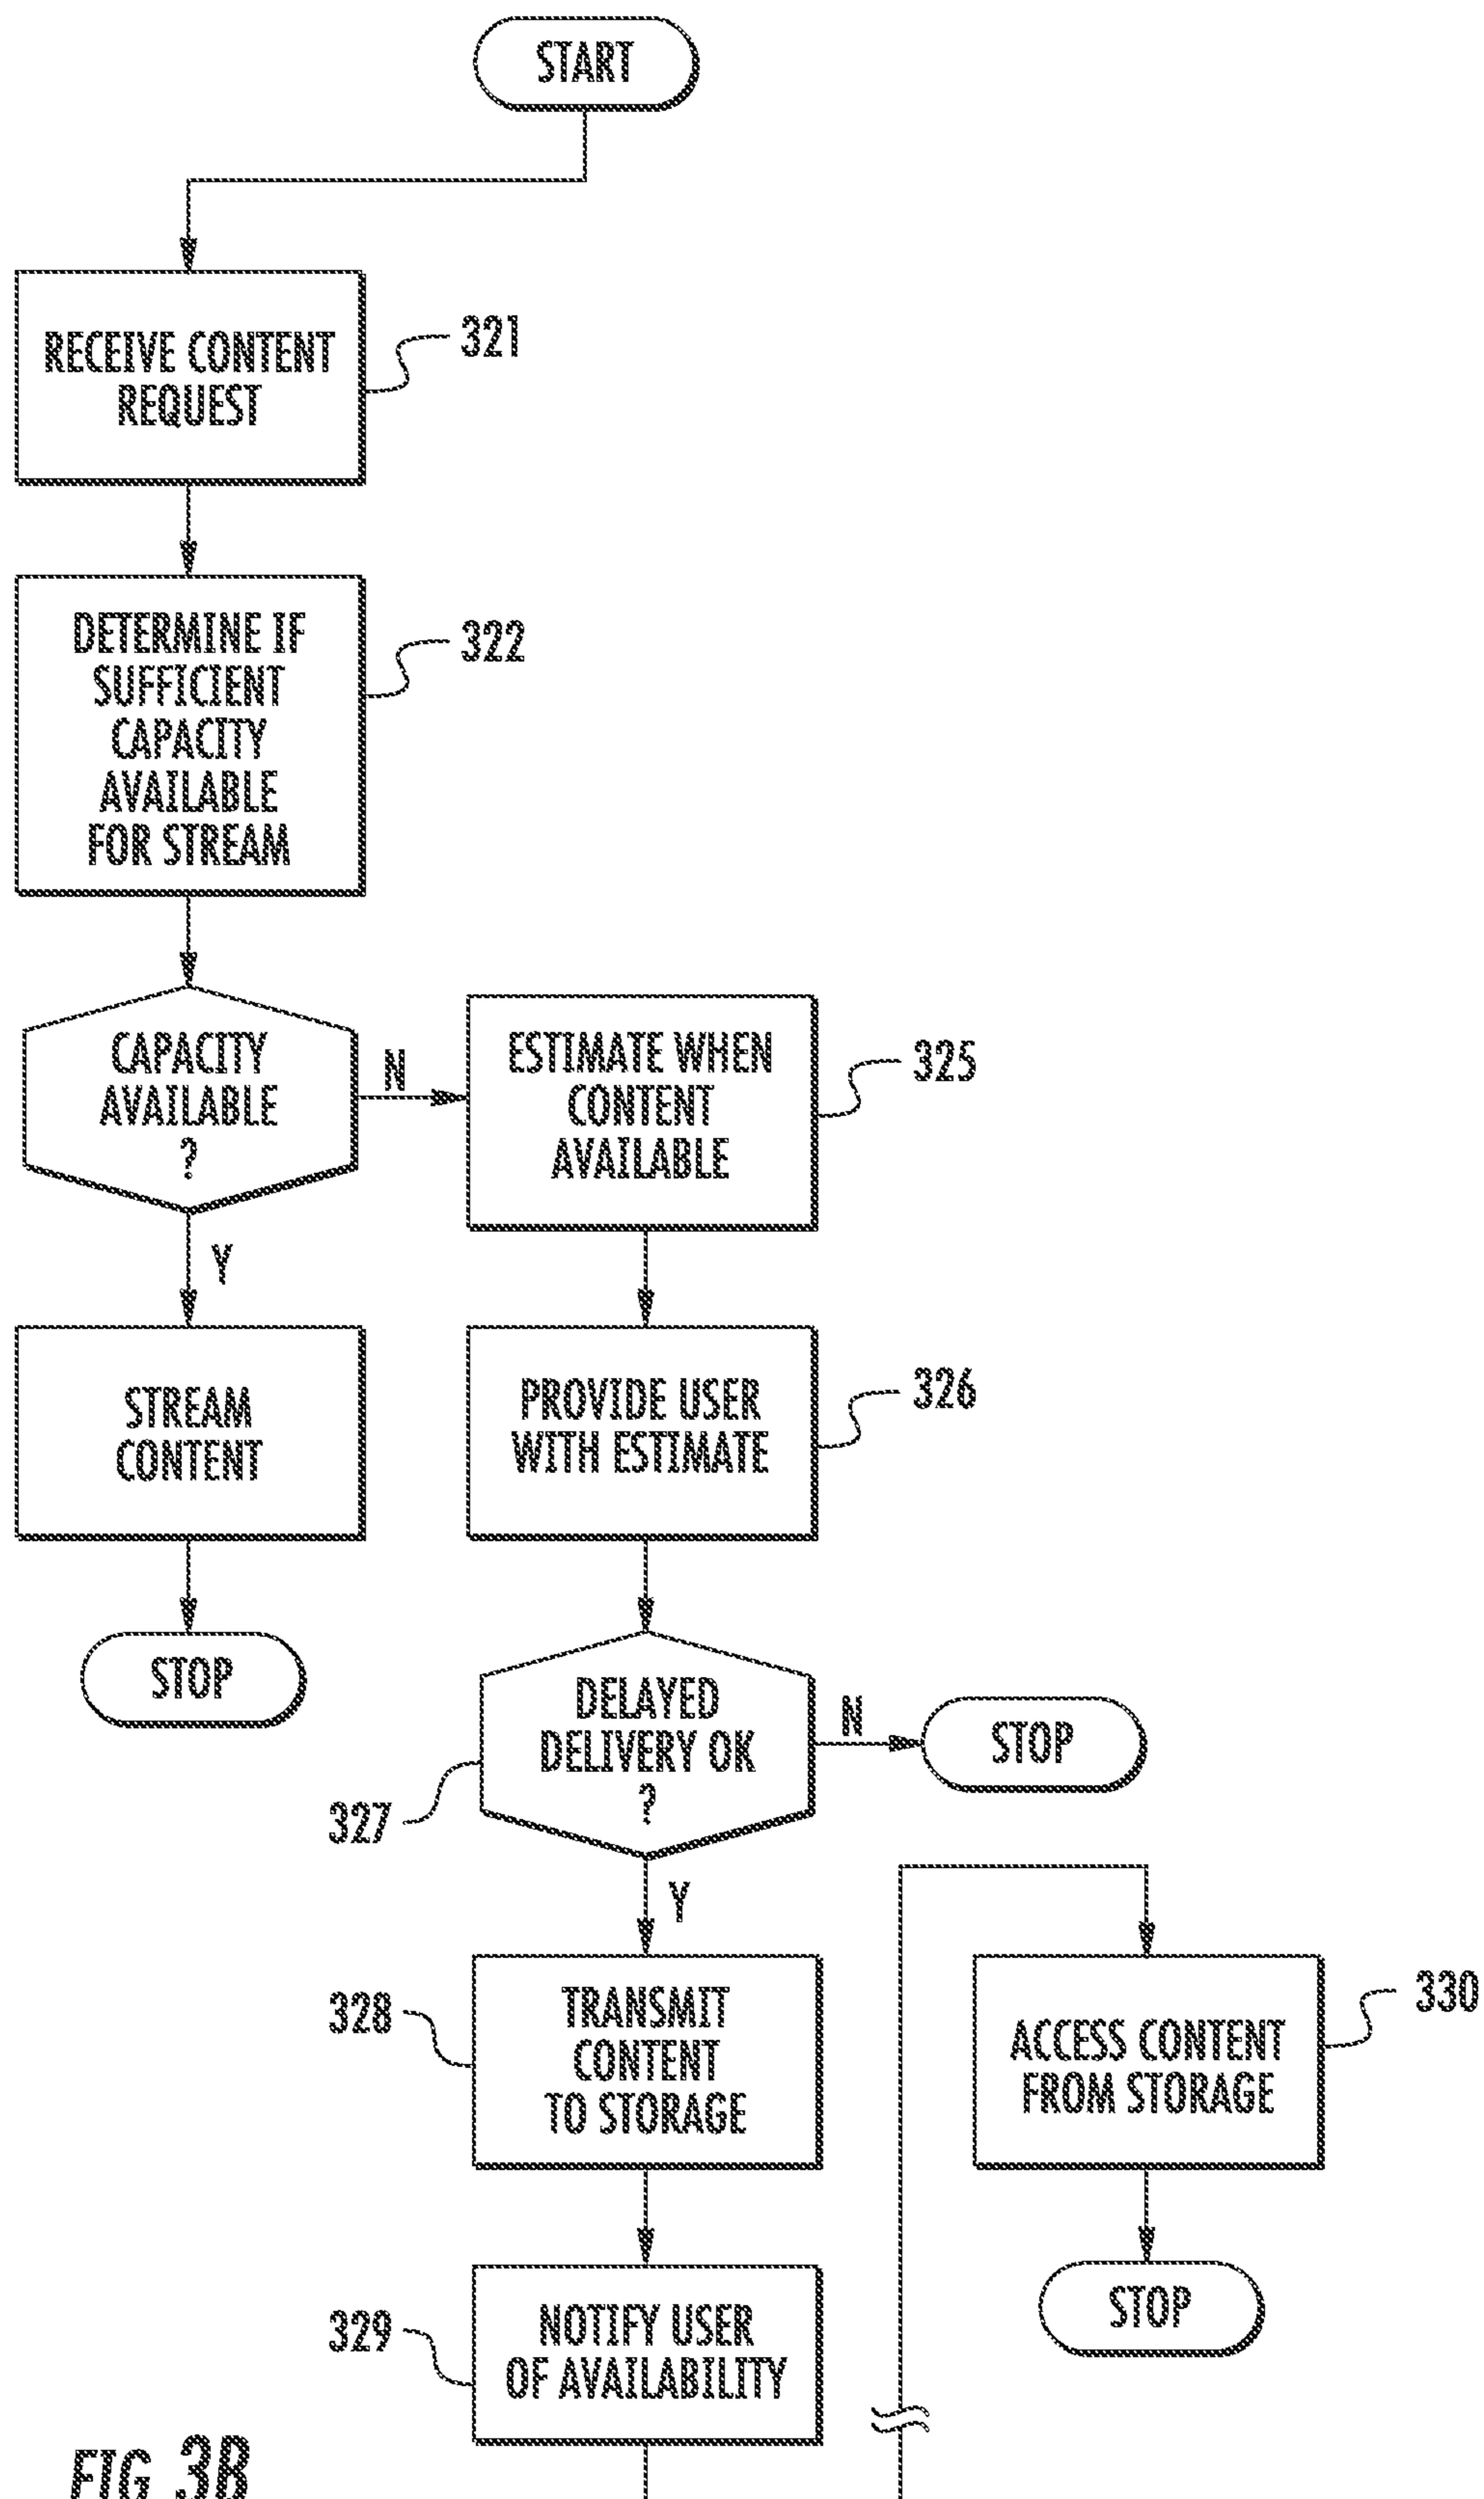 START
RECEIVE CONTENT
REQUEST
321
DETERMINE IF
SUFFICIENT
CAPACITY
AVAILABLE
FOR STREAM
322
CAPACITY
AVAILABLE
?
N
ESTIMATE WHEN
CONTENT
AVAILABLE
325
Y
STREAM
CONTENT
PROVIDE USER
WITH ESTIMATE
326
STOP
DELAYED
DELIVERY OK
?
327
N
STOP
Y
328
TRANSMIT
CONTENT
TO STORAGE
ACCESS CONTENT
FROM STORAGE
330
329
NOTIFY USER
OF AVAILABILITY
STOP
FIG 3B